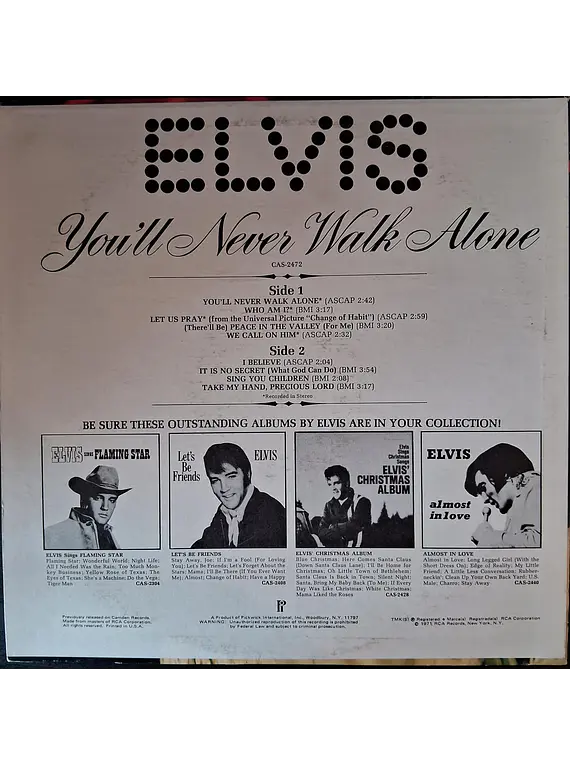 ELVIS
You'll Never Walk Alone
CAS-2472
Side 1
YOU'LL NEVER WALK ALONE* (ASCAP 2:42)
WHO AM I?* (BMI 3:17)
LET US PRAY* (from the Universal Picture "Change of Habit") (ASCAP 2:59)
(There'll Be) PEACE IN THE VALLEY (For Me) (BMI 3:20)
WE CALL ON HIM* (ASCAP 2:32)
Side 2
I BELIEVE (ASCAP 2:04)
IT IS NO SECRET (What God Can Do) (BMI 3:54)
SING YOU CHILDREN (BMI 2:08)
TAKE MY HAND, PRECIOUS LORD (BMI 3:17)
*Recorded in Stereo
BE SURE THESE OUTSTANDING ALBUMS BY ELVIS ARE IN YOUR COLLECTION!
ELVIS SINGS FLAMING STAR
Let's
Be
Friends
ELVIS
Elvis
Sings
Christmas
Songs
ELVIS'
CHRISTMAS
ALBUM
ELVIS
almost
in love
ELVIS Sings FLAMING STAR
Flaming Star; Wonderful World; Night Life;
All I Needed Was the Rain; Too Much Mon-
key Business; Yellow Rose of Texas; The
Eyes of Texas; She's a Machine; Do the Vega;
Tiger Man CAS-2304
LET'S BE FRIENDS
Stay Away, Joe; If I'm a Fool (For Loving
You); Let's Be Friends; Let's Forget About the
Stars; Mama; I'll Be There (If You Ever Want
Me); Almost; Change of Habit; Have a Happy
CAS-2408
ELVIS' CHRISTMAS ALBUM
Blue Christmas; Here Comes Santa Claus
(Down Santa Claus Lane); I'll Be Home for
Christmas; Oh Little Town of Bethlehem;
Santa Claus Is Back in Town; Silent Night;
Santa, Bring My Baby Back (To Me); If Every
Day Was Like Christmas; White Christmas;
Mama Liked the Roses CAS-2428
ALMOST IN LOVE
Almost in Love; Long Legged Girl (With the
Short Dress On); Edge of Reality; My Little
Friend; A Little Less Conversation; Rubber-
neckin'; Clean Up Your Own Back Yard; U.S.
Male; Charro; Stay Away CAS-2440
Previously released on Camden Records.
Made from masters of RCA Corporation.
All rights reserved. Printed in U.S.A.
A Product of Pickwick International, Inc., Woodbury, N.Y. 11797
WARNING: Unauthorized reproduction of this recording is prohibited
by Federal Law and subject to criminal prosecution.
TMK(s) ® Registered • Marca(s) Registrada(s) RCA Corporation
© 1971 RCA Records, New York, N.Y.